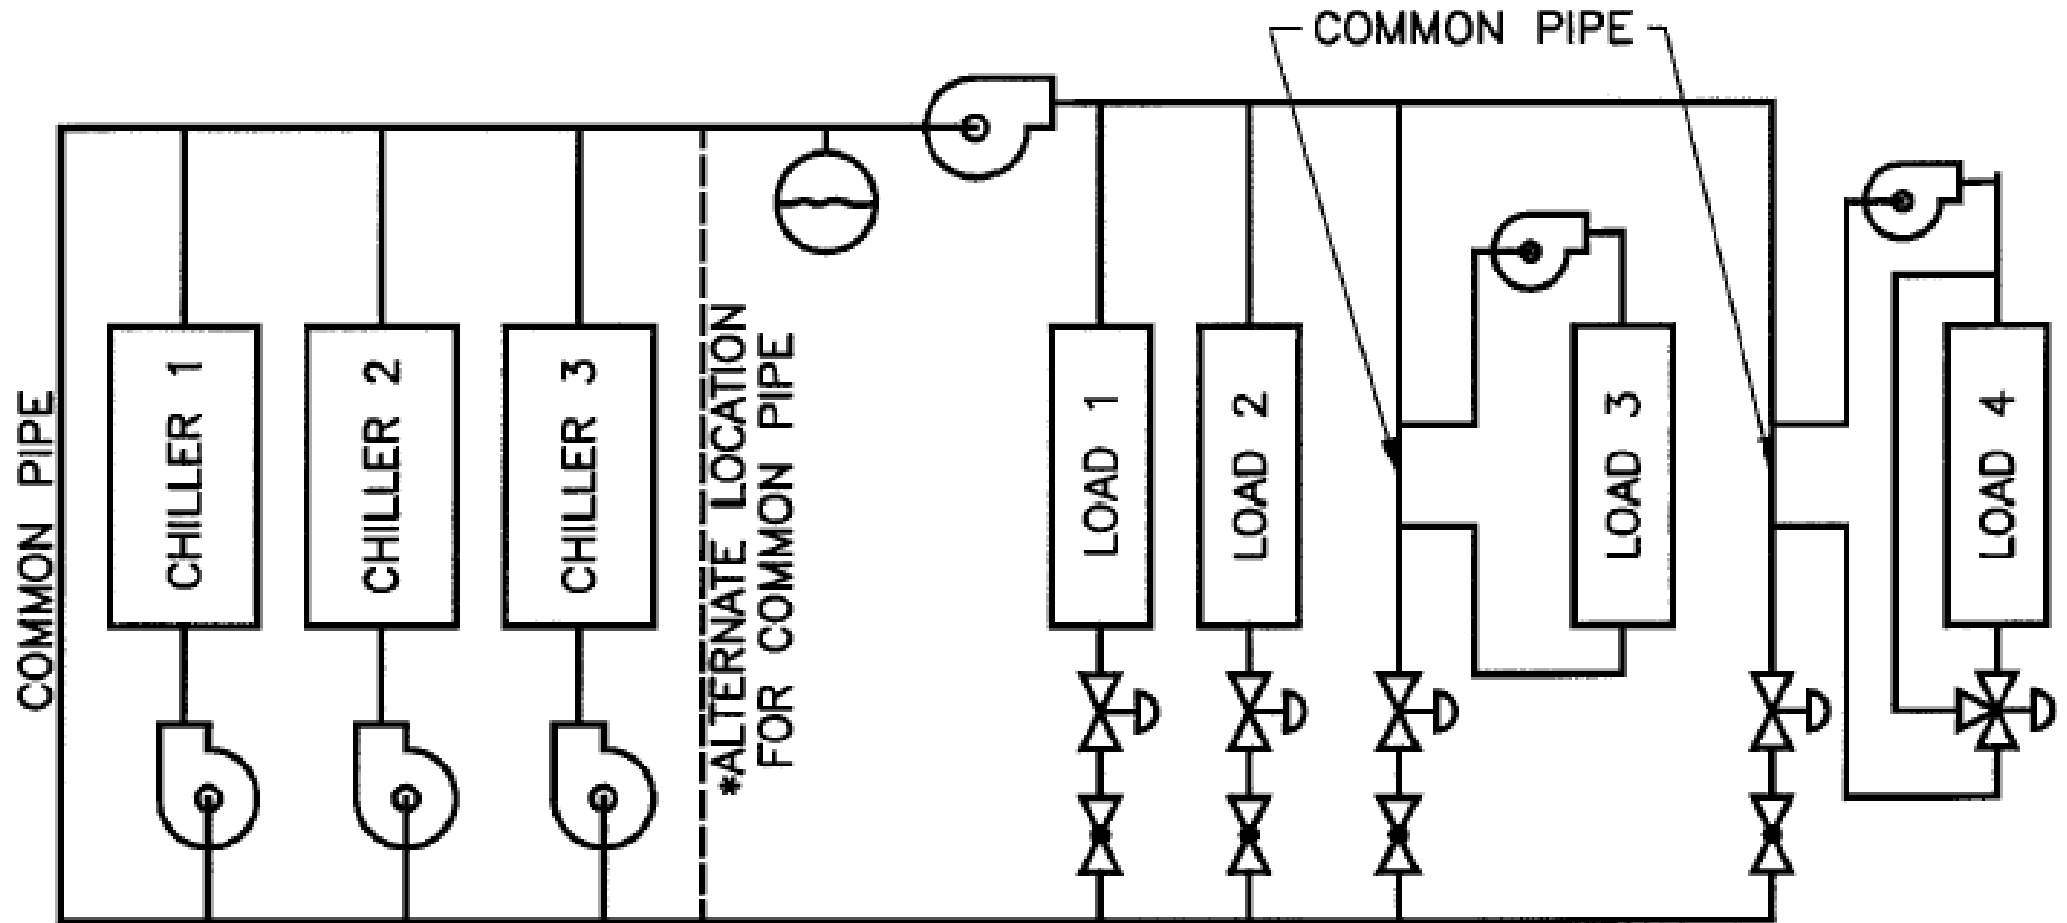 COMMON PIPE
COMMON PIPE
CHILLER 1
CHILLER 2
CHILLER 3
*ALTERNATE LOCATION
FOR COMMON PIPE
LOAD 1
LOAD 2
LOAD 3
LOAD 4